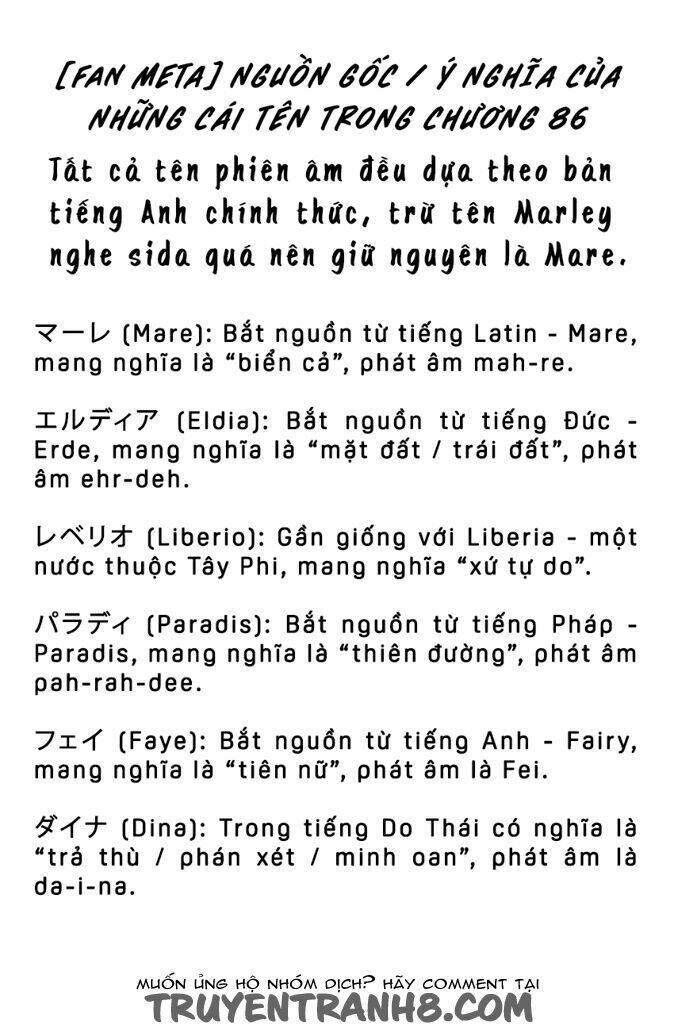 [FAN META] NGUỒN GỐC / Ý NGHĨA CỦA
NHỮNG CÁI TÊN TRONG CHƯƠNG 86
Tất cả tên phiên âm đều dựa theo bản
tiếng Anh chính thức, trừ tên Marley
nghe sida quá nên giữ nguyên là Mare.
マーレ (Mare): Bắt nguồn từ tiếng Latin - Mare,
mang nghĩa là “biển cả”, phát âm mah-re.
エルディア (Eldia): Bắt nguồn từ tiếng Đức -
Erde, mang nghĩa là “mặt đất / trái đất”, phát
âm ehr-deh.
レベリオ (Liberio): Gần giống với Liberia - một
nước thuộc Tây Phi, mang nghĩa “xứ tự do”.
パラディ (Paradis): Bắt nguồn từ tiếng Pháp -
Paradis, mang nghĩa là “thiên đường”, phát âm
pah-rah-dee.
フェイ (Faye): Bắt nguồn từ tiếng Anh - Fairy,
mang nghĩa là “tiên nữ”, phát âm là Fei.
ダイナ (Dina): Trong tiếng Do Thái có nghĩa là
“trả thù / phán xét / minh oan”, phát âm là
da-i-na.
MUỐN ỦNG HỘ NHÓM DỊCH? HÃY COMMENT TẠI
TRUYENTRANH8.COM